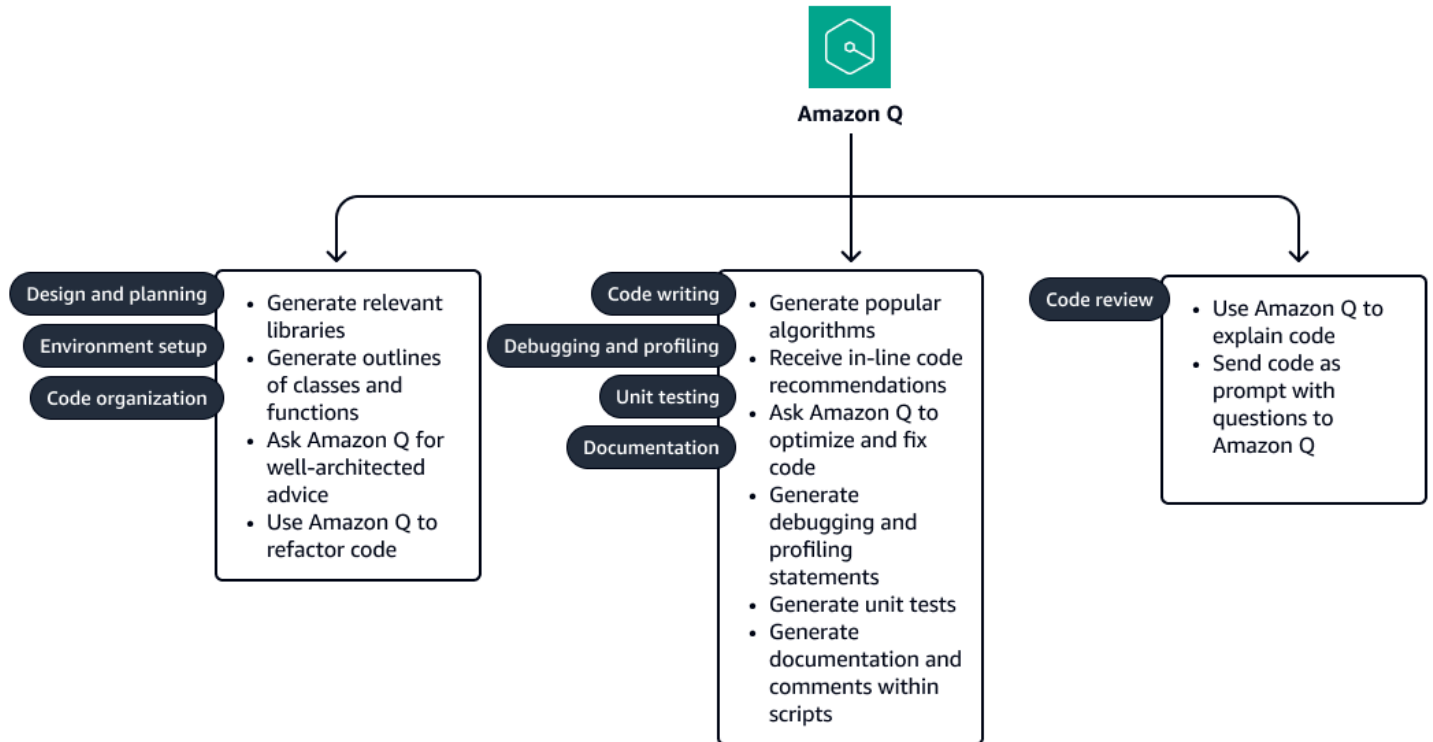 Amazon Q
Design and planning
Environment setup
Code organization
• Generate relevant
libraries
• Generate outlines
of classes and
functions
• Ask Amazon Q for
well-architected
advice
• Use Amazon Q to
refactor code
Code writing
Debugging and profiling
Unit testing
Documentation
• Generate popular
algorithms
• Receive in-line code
recommendations
• Ask Amazon Q to
optimize and fix
code
• Generate
debugging and
profiling
statements
• Generate unit tests
• Generate
documentation and
comments within
scripts
Code review
• Use Amazon Q to
explain code
• Send code as
prompt with
questions to
Amazon Q